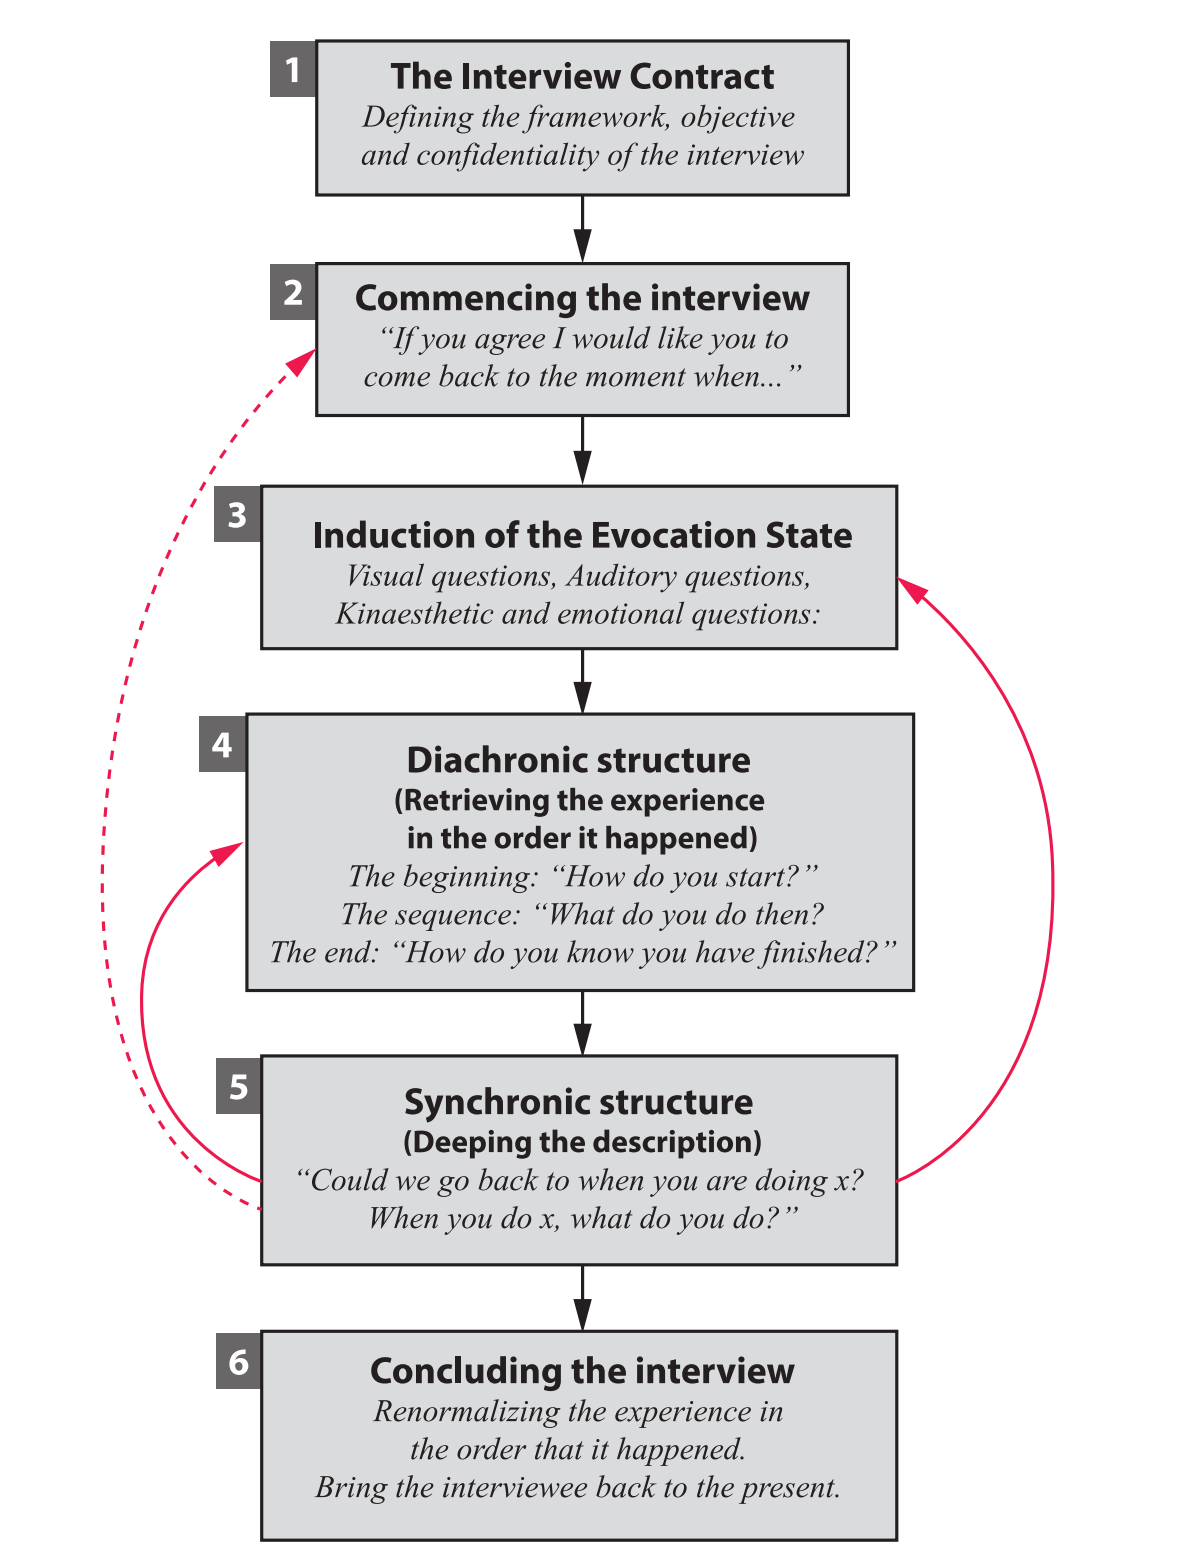 1
The Interview Contract
Defining the framework, objective
and confidentiality of the interview
2
Commencing the interview
“If you agree I would like you to
come back to the moment when...”
3
Induction of the Evocation State
Visual questions, Auditory questions,
Kinaesthetic and emotional questions:
4
Diachronic structure
(Retrieving the experience
in the order it happened)
The beginning: “How do you start?”
The sequence: “What do you do then?
The end: “How do you know you have finished?”
5
Synchronic structure
(Deeping the description)
“Could we go back to when you are doing x?
When you do x, what do you do?”
6
Concluding the interview
Renormalizing the experience in
the order that it happened.
Bring the interviewee back to the present.